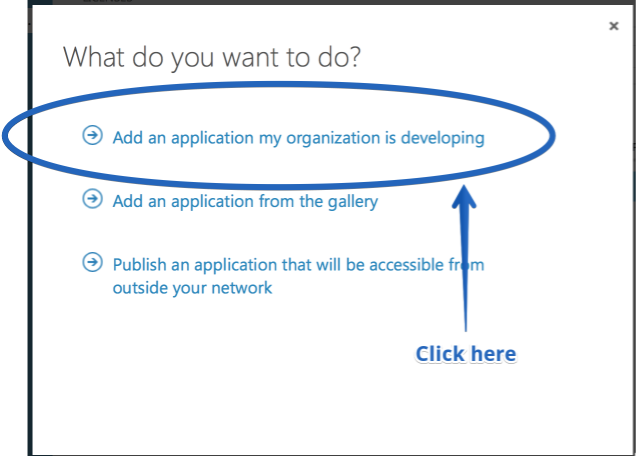 What do you want to do?
Add an application my organization is developing
Add an application from the gallery
Publish an application that will be accessible from
outside your network
Click here